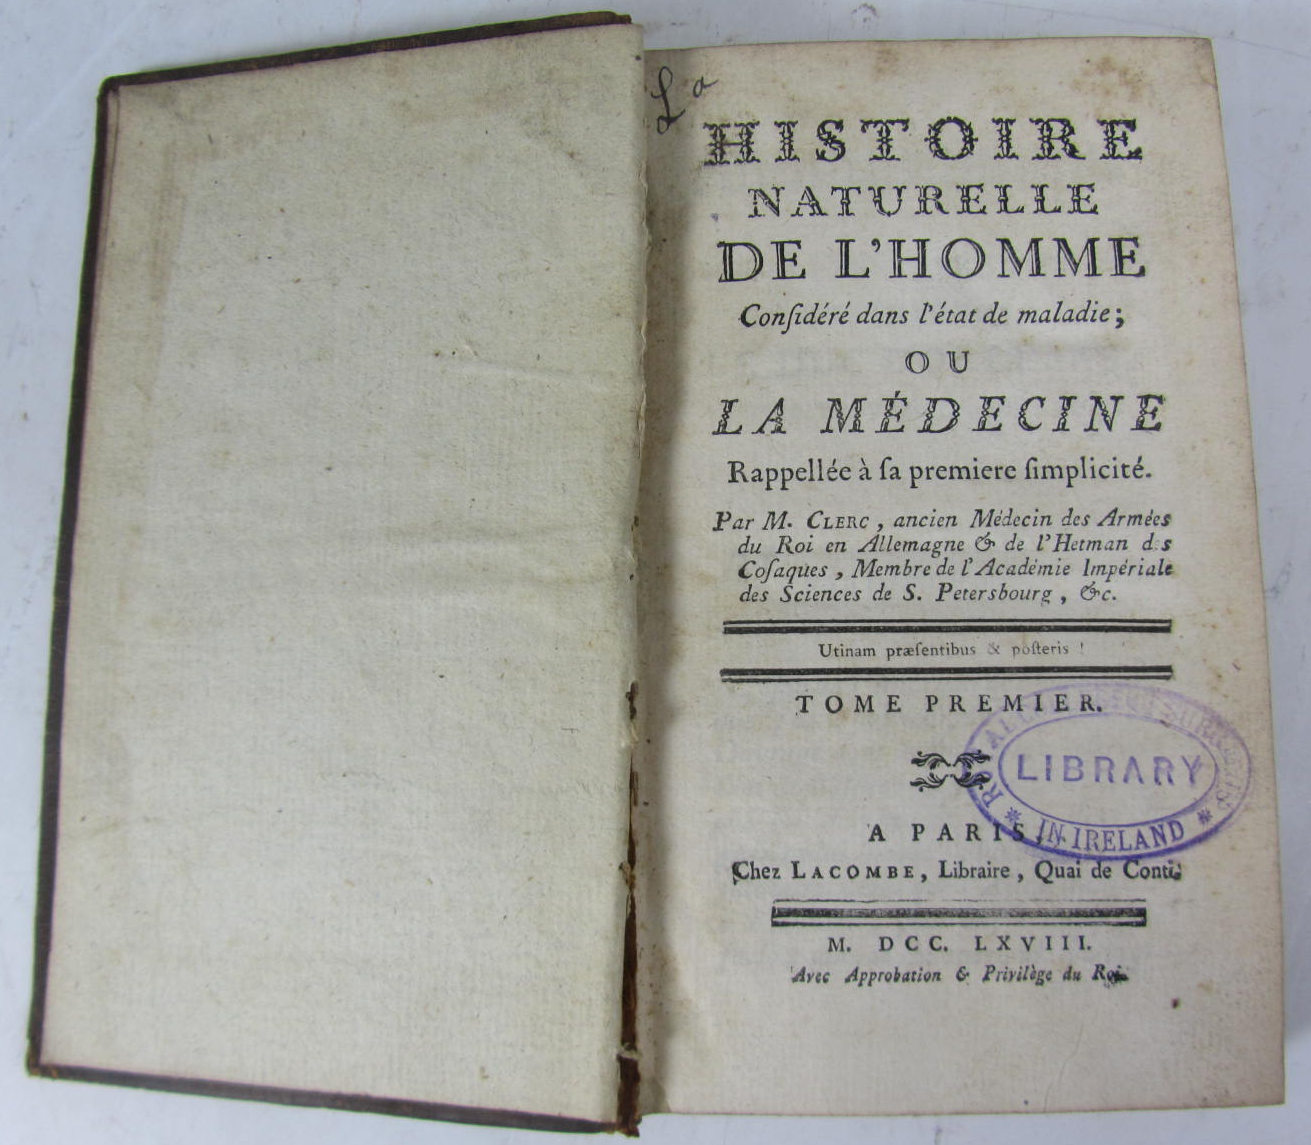 La
HISTOIRE
NATURELLE
DE L'HOMME
Conſidéré dans l'état de maladie;
OU
LA MÉDECINE
Rappellée à ſa premiere ſimplicité.
Par M. CLERC, ancien Médecin des Armées
du Roi en Allemagne & de l'Hetman des
Coſaques, Membre de l'Académie Impériale
des Sciences de S. Petersbourg, &c.
Utinam præſentibus & poſteris !
TOME PREMIER.
LIBRARY
IN IRELAND
A PARIS,
Chez LACOMBE, Libraire, Quai de Conti.
M. DCC. LXVIII.
Avec Approbation & Privilège du Roi.